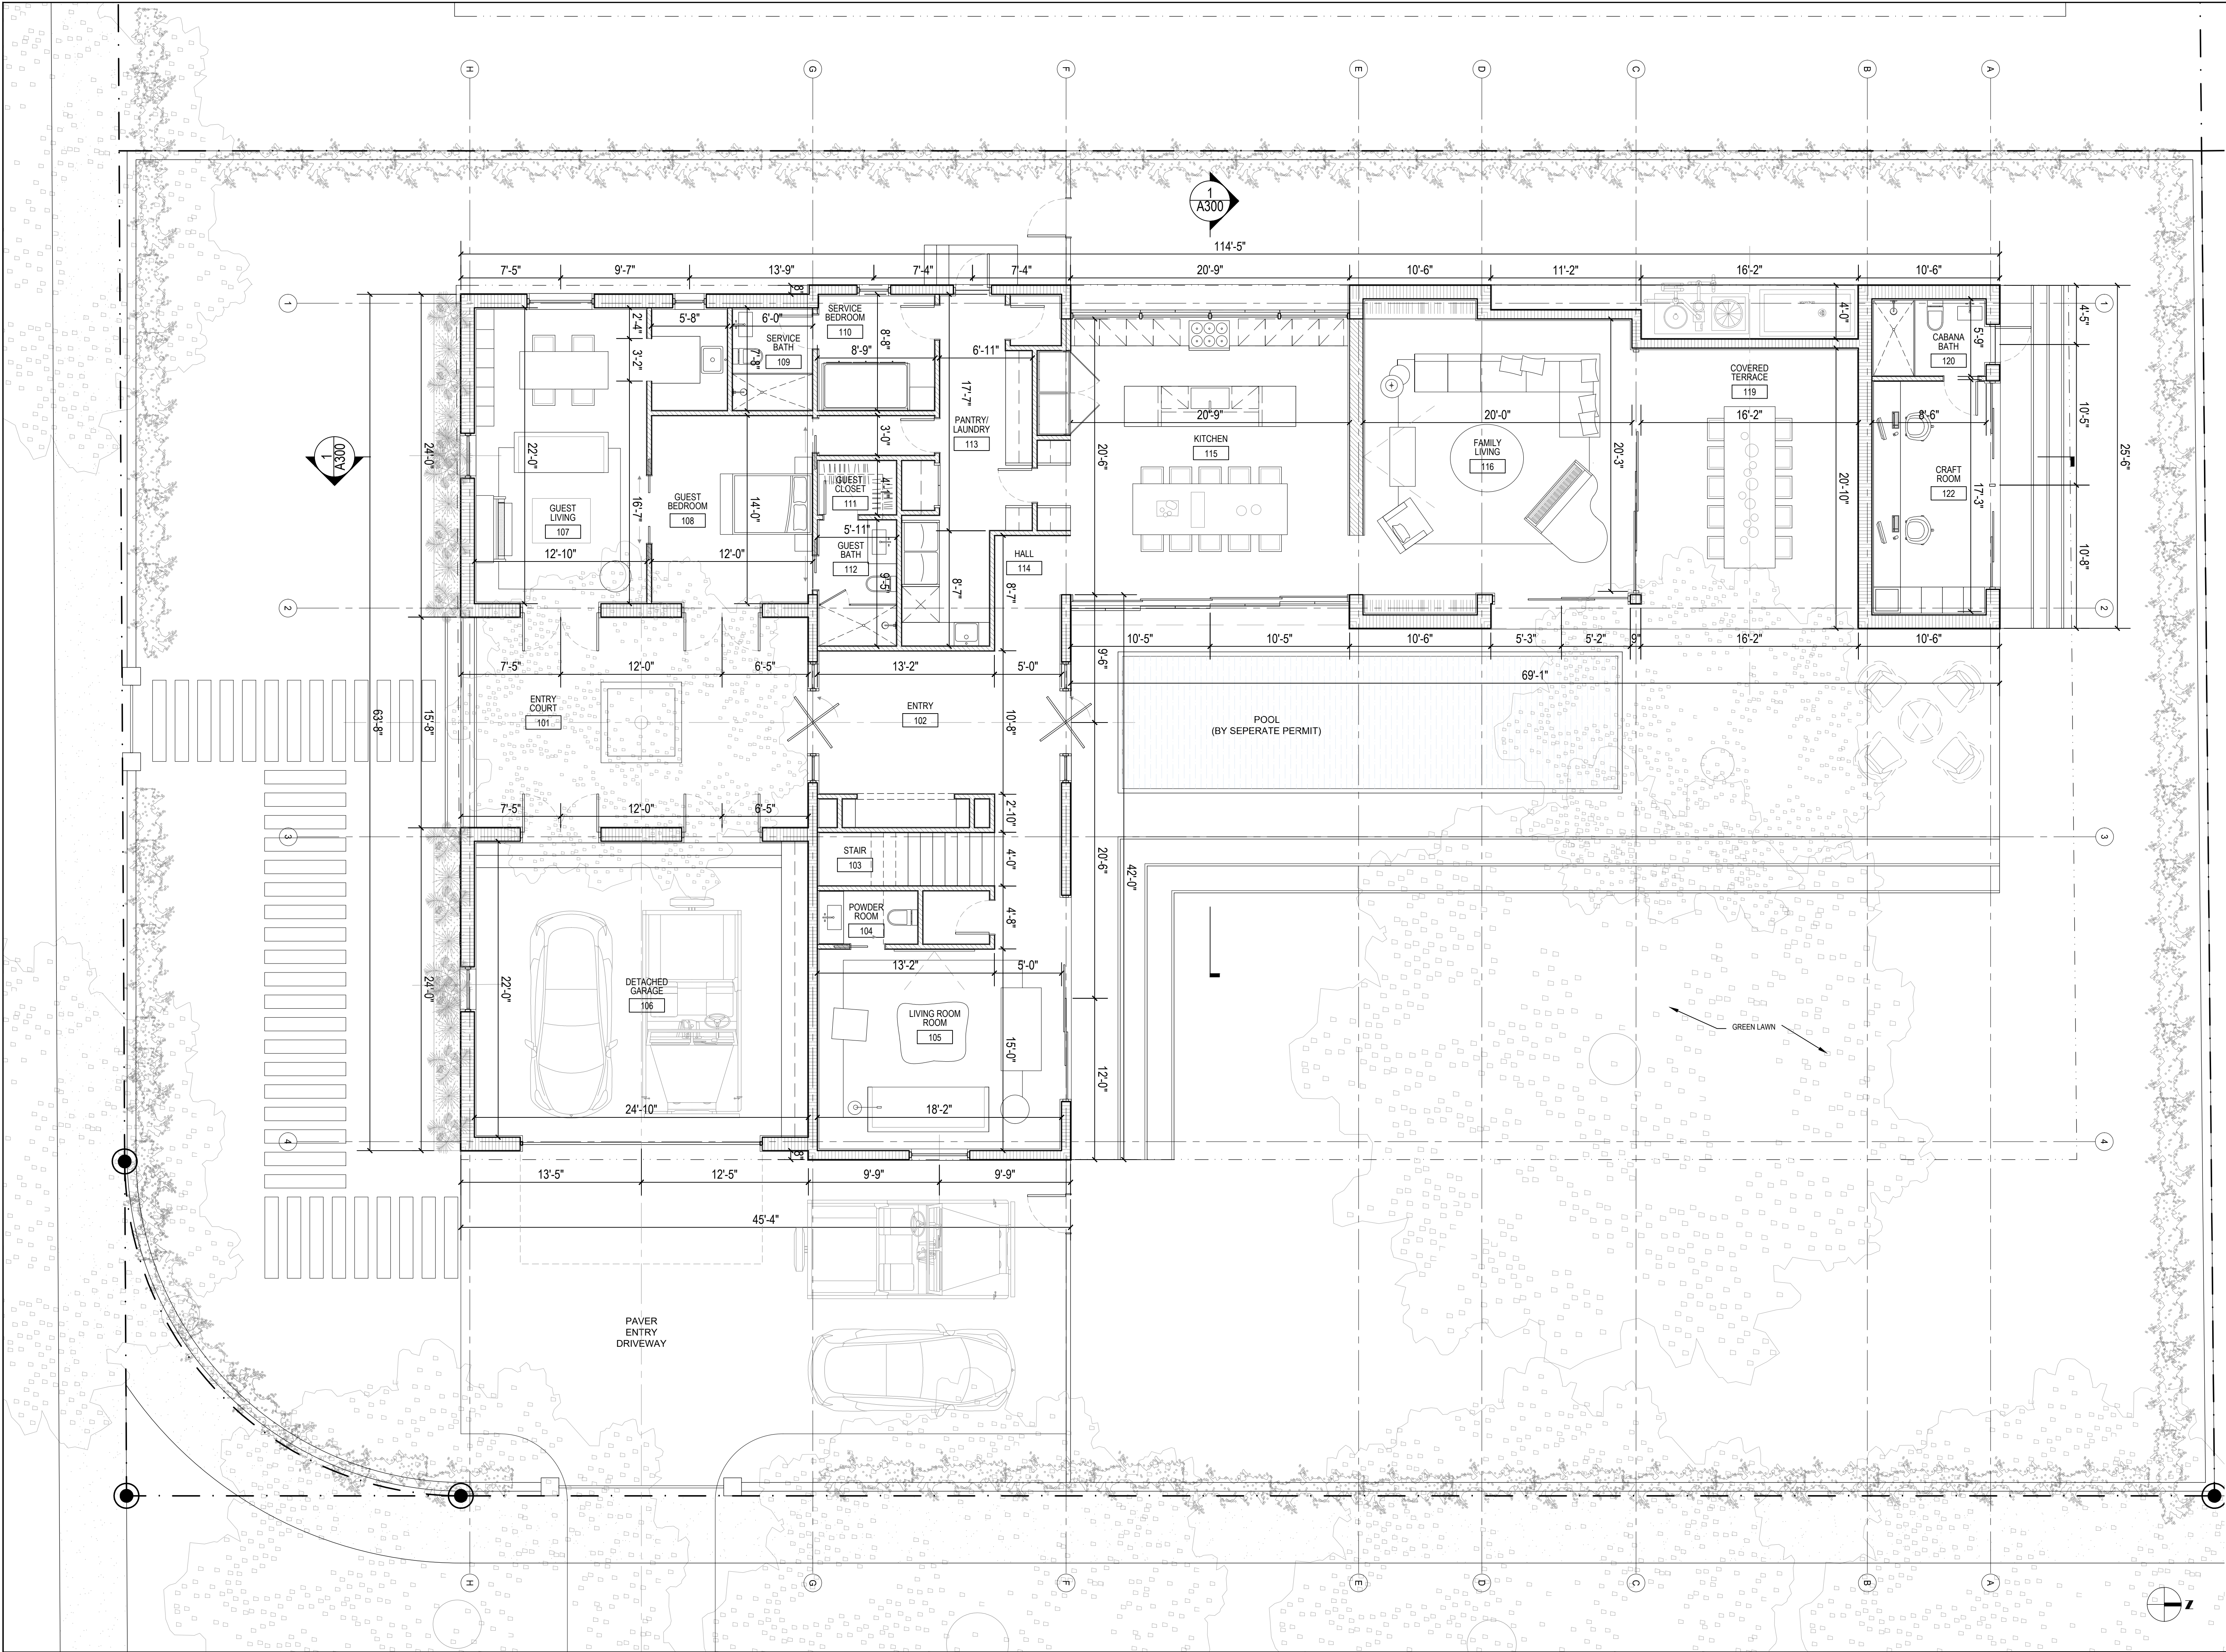 H
G
F
E
D
C
B
A
1
A300
114'-5"
7'-5"
9'-7"
13'-9"
7'-4"
7'-4"
20'-9"
10'-6"
11'-2"
16'-2"
10'-6"
8"
1
1
4'-5"
SERVICE
BEDROOM
110
2'-4"
5'-8"
6'-0"
8'-8"
4'-0"
5'-9"
CABANA
BATH
120
SERVICE
BATH
109
3'-2"
7'-8"
8'-9"
6'-11"
COVERED
TERRACE
119
17'-7"
20'-9"
20'-0"
16'-2"
8'-6"
10'-5"
25'-6"
PANTRY/
LAUNDRY
113
3'-0"
KITCHEN
115
FAMILY
LIVING
116
20'-3"
20'-6"
1
A300
24'-0"
22'-0"
GUEST
CLOSET
111
4'-1"
CRAFT
ROOM
122
17'-3"
20'-10"
GUEST
LIVING
107
16'-7"
GUEST
BEDROOM
108
14'-0"
5'-11"
GUEST
BATH
112
12'-10"
12'-0"
HALL
114
9'-5"
8'-7"
8'-7"
10'-8"
2
2
10'-5"
10'-5"
10'-6"
5'-3"
5'-2"
9"
16'-2"
10'-6"
7'-5"
12'-0"
6'-5"
13'-2"
5'-0"
9'-6"
69'-1"
ENTRY
COURT
101
ENTRY
102
POOL
(BY SEPERATE PERMIT)
63'-8"
15'-8"
10'-8"
7'-5"
12'-0"
6'-5"
2'-10"
3
3
STAIR
103
4'-0"
20'-6"
42'-0"
POWDER
ROOM
104
4'-8"
13'-2"
5'-0"
24'-0"
22'-0"
DETACHED
GARAGE
106
LIVING ROOM
ROOM
105
15'-0"
GREEN LAWN
12'-0"
24'-10"
18'-2"
4
4
8"
13'-5"
12'-5"
9'-9"
9'-9"
45'-4"
PAVER
ENTRY
DRIVEWAY
H
G
F
E
D
C
B
A
N